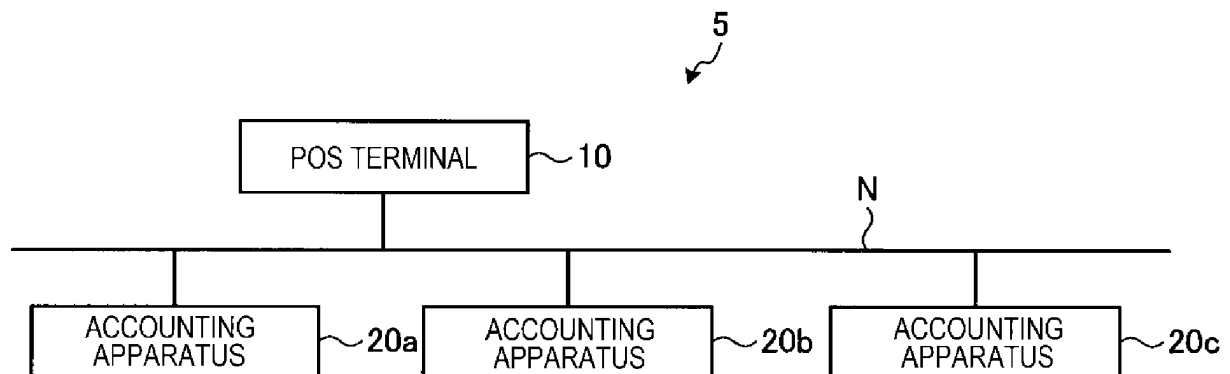 5
POS TERMINAL
10
N
ACCOUNTING
APPARATUS
20a
ACCOUNTING
APPARATUS
20b
ACCOUNTING
APPARATUS
20c